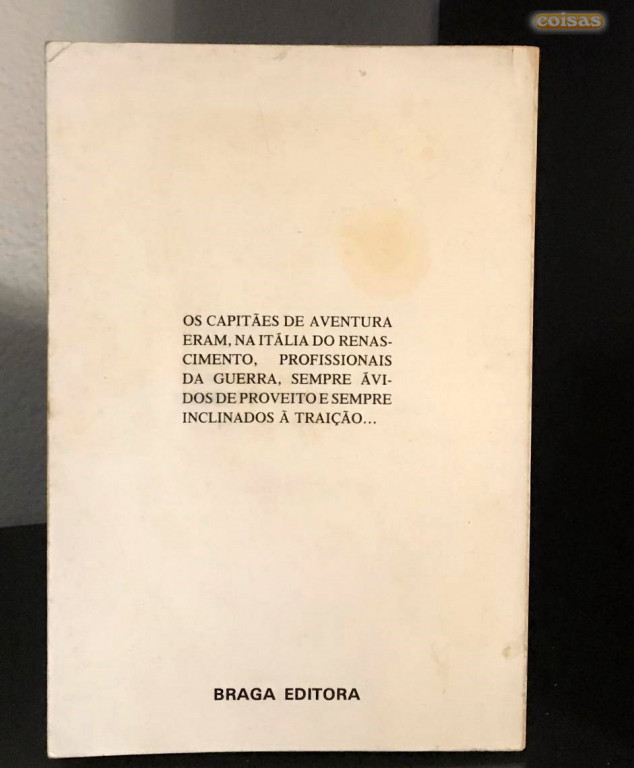 coisas
OS CAPITÃES DE AVENTURA
ERAM, NA ITÁLIA DO RENAS-
CIMENTO, PROFISSIONAIS
DA GUERRA, SEMPRE ÁVI-
DOS DE PROVEITO E SEMPRE
INCLINADOS À TRAIÇÃO...
BRAGA EDITORA